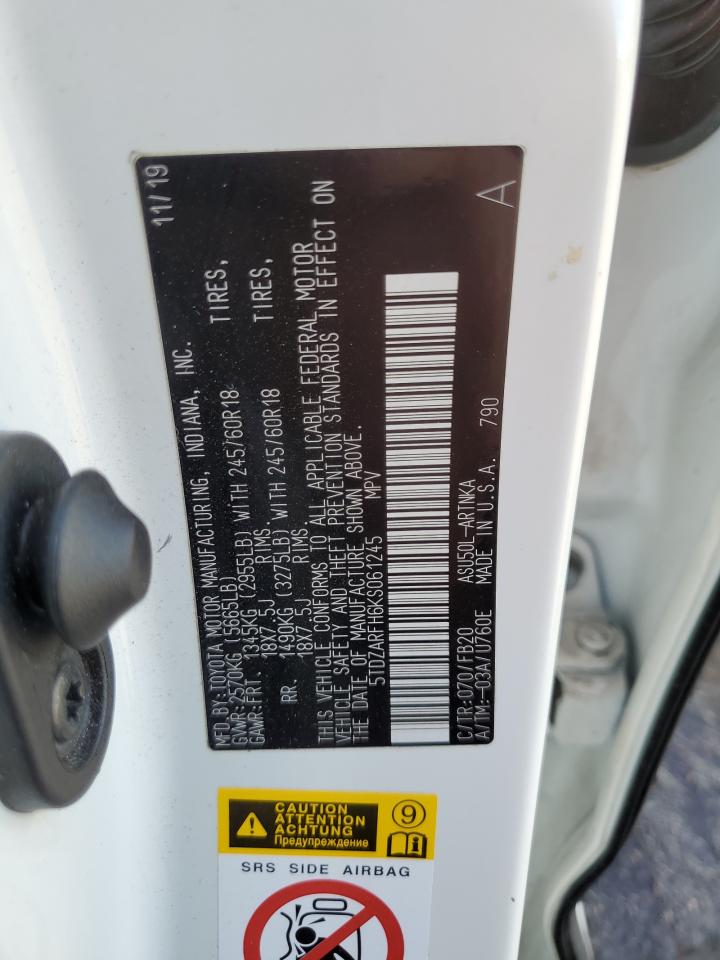 MFD.BY:TOYOTA MOTOR MANUFACTURING, INDIANA, INC. 11/19
GVWR:2570KG (5665LB)
GAWR:FRT. 1345KG (2955LB) WITH 245/60R18 TIRES,
18X7.5J RIMS.
RR. 1490KG (3275LB) WITH 245/60R18 TIRES,
18X7.5J RIMS.
THIS VEHICLE CONFORMS TO ALL APPLICABLE FEDERAL MOTOR
VEHICLE SAFETY AND THEFT PREVENTION STANDARDS IN EFFECT ON
THE DATE OF MANUFACTURE SHOWN ABOVE.
5TDZARFH6KS061245 MPV
C/TR:070/FB20 ASU50L-ARTNKA
A/TM-03A/U760E MADE IN U.S.A. 790 A
CAUTION
ATTENTION
ACHTUNG
Предупреждение
9
SRS SIDE AIRBAG